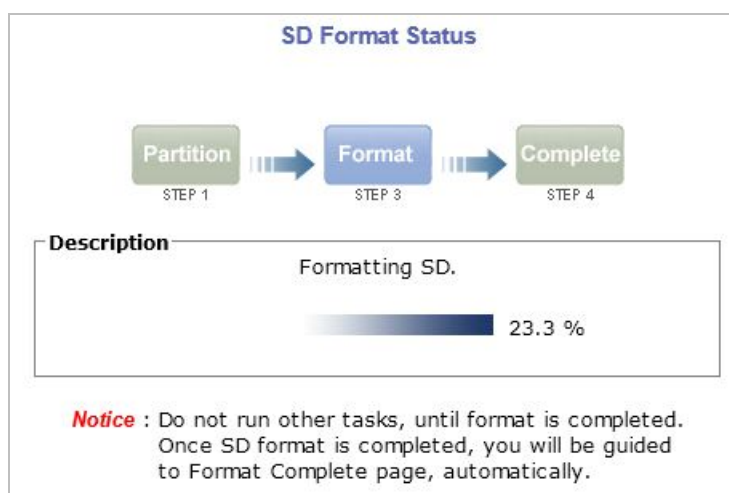 SD Format Status
Partition
Format
Complete
STEP 1
STEP 3
STEP 4
Description
Formatting SD.
23.3 %
Notice : Do not run other tasks, until format is completed.
Once SD format is completed, you will be guided
to Format Complete page, automatically.